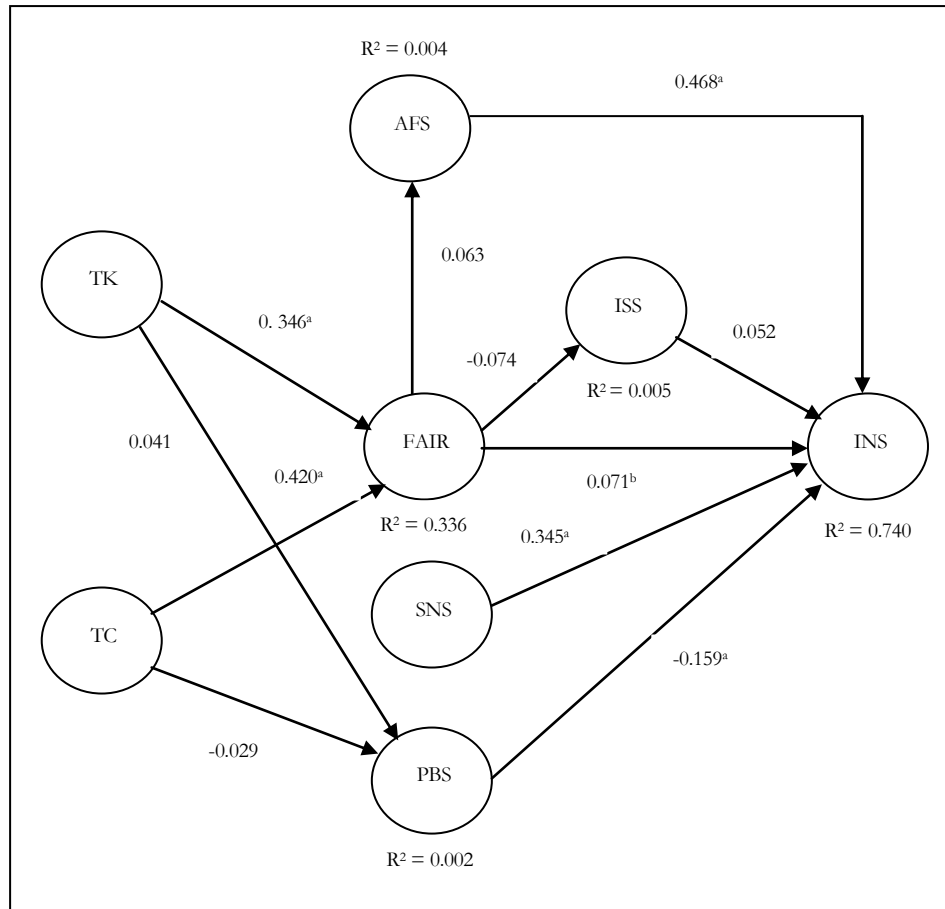 R² = 0.004
0.468ᵃ
AFS
TK
0.063
ISS
0. 346ᵃ
0.052
-0.074
R² = 0.005
0.041
FAIR
INS
0.420ᵃ
0.071ᵇ
R² = 0.336
R² = 0.740
0.345ᵃ
SNS
TC
-0.159ᵃ
-0.029
PBS
R² = 0.002